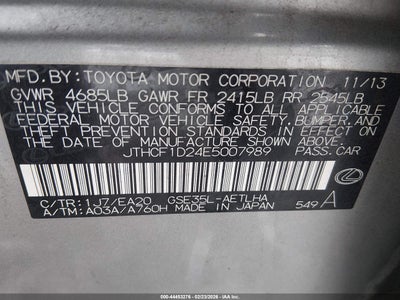 MFD. BY: TOYOTA MOTOR CORPORATION 11/13
GVWR 4685LB GAWR FR 2415LB RR 2545LB
THIS VEHICLE CONFORMS TO ALL APPLICABLE
FEDERAL MOTOR VEHICLE SAFETY, BUMPER, AND
THEFT PREVENTION STANDARDS IN EFFECT ON
THE DATE OF MANUFACTURE SHOWN ABOVE.
JTHCF1D24E5007989 PASS.CAR
C/TR:1J7/EA20 GSE35L-AETLHA
A/TM: A03A/A760H MADE IN JAPAN 549 A
000-44453276 - 02/23/2026 - IAAI